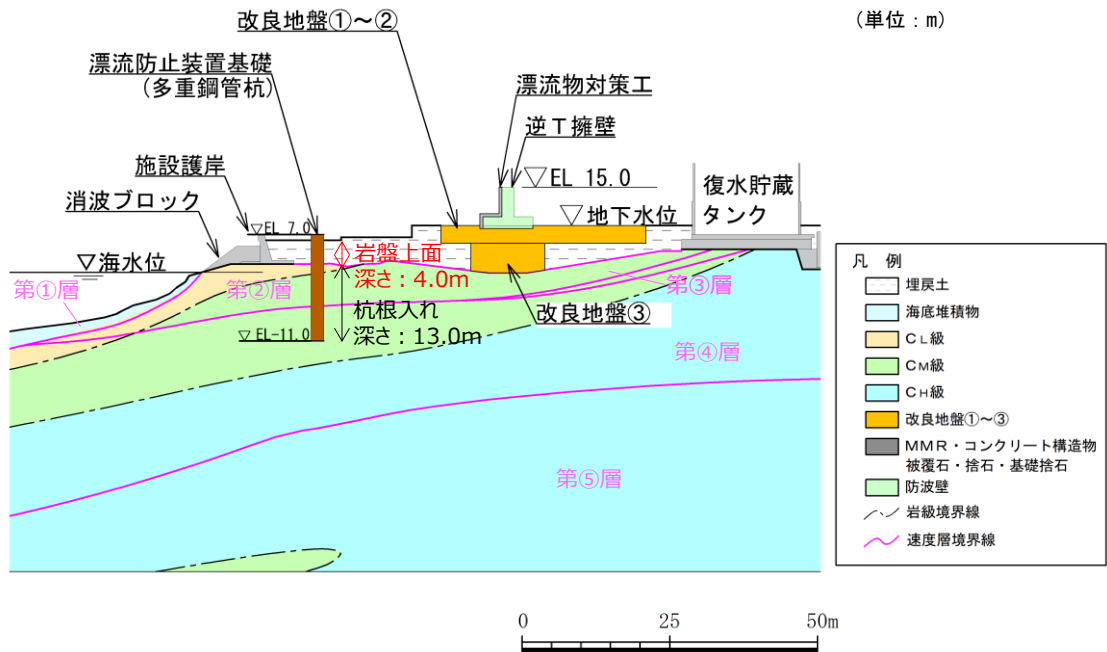 改良地盤①～②
(単位：m)
漂流防止装置基礎
(多重鋼管杭)
漂流物対策工
逆Ｔ擁壁
施設護岸
消波ブロック
▽EL 7.0
▽EL 15.0
▽地下水位
復水貯蔵
タンク
▽海水位
岩盤上面
深さ：4.0m
第①層
第②層
第③層
杭根入れ
深さ：13.0m
改良地盤③
▽EL-11.0
第④層
第⑤層
凡 例
埋戻土
海底堆積物
ＣL級
ＣM級
ＣH級
改良地盤①～③
ＭＭＲ・コンクリート構造物
被覆石・捨石・基礎捨石
防波壁
岩級境界線
速度層境界線
0 25 50m